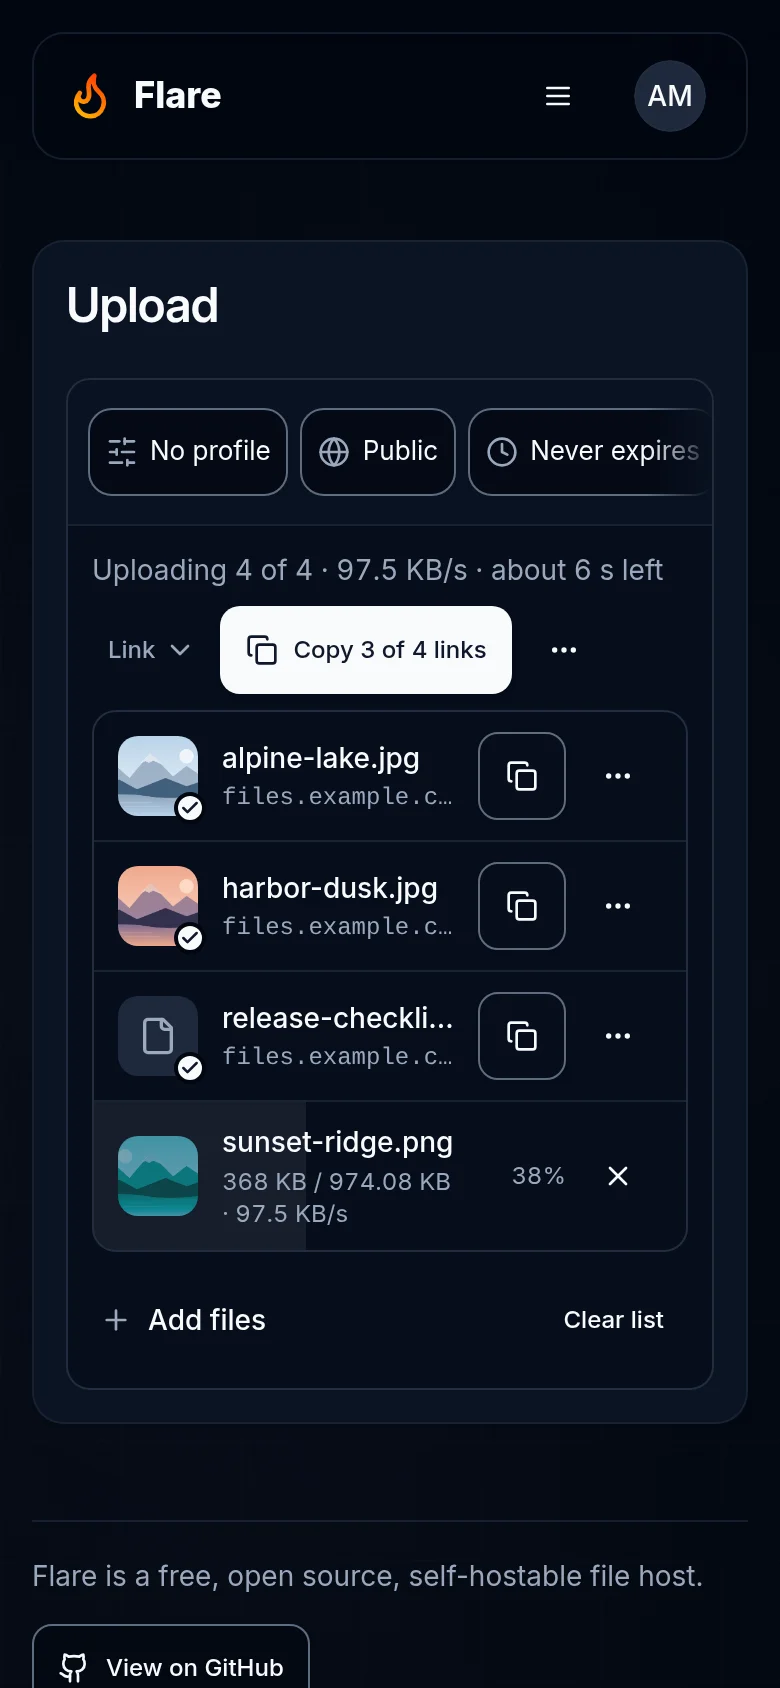 Flare
AM
Upload
No profile
Public
Never expires
Uploading 4 of 4 · 97.5 KB/s · about 6 s left
Link
Copy 3 of 4 links
alpine-lake.jpg
files.example.c…
harbor-dusk.jpg
files.example.c…
release-checkli…
files.example.c…
sunset-ridge.png
368 KB / 974.08 KB
· 97.5 KB/s
38%
Add files
Clear list
Flare is a free, open source, self-hostable file host.
View on GitHub